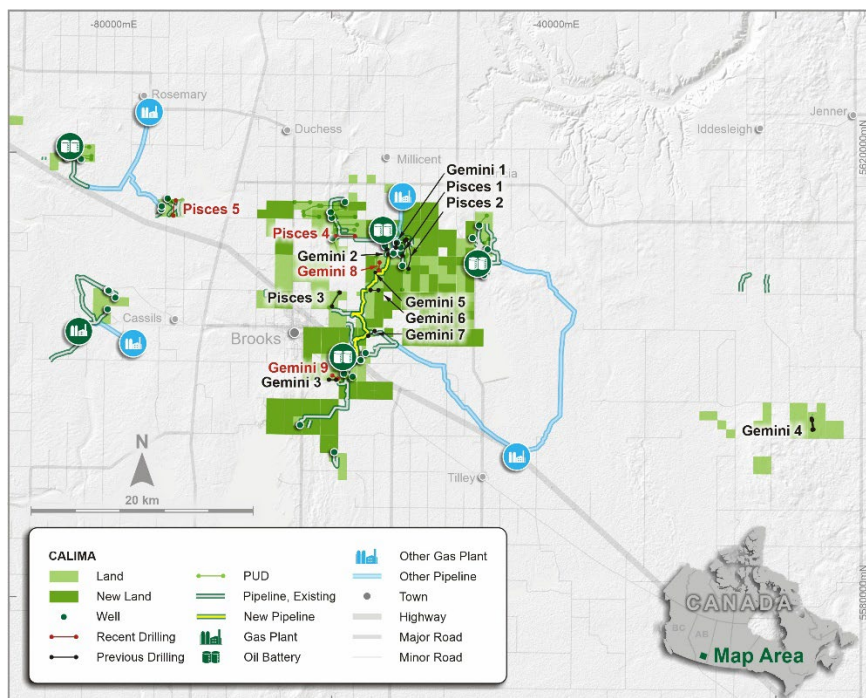 -80000mE
-40000mE
Rosemary
Duchess
Iddesleigh
Jenner
5620000mN
Millicent
Gemini 1
Pisces 1
Pisces 2
Pisces 5
Pisces 4
Gemini 2
Gemini 8
Pisces 3
Gemini 5
Gemini 6
Gemini 7
Cassils
Brooks
Gemini 9
Gemini 3
Gemini 4
N
20 km
Tilley
5580000mN
CALIMA
Land
New Land
Well
Recent Drilling
Previous Drilling
PUD
Pipeline, Existing
New Pipeline
Gas Plant
Oil Battery
Other Gas Plant
Other Pipeline
Town
Highway
Major Road
Minor Road
CANADA
BC
AB
Map Area